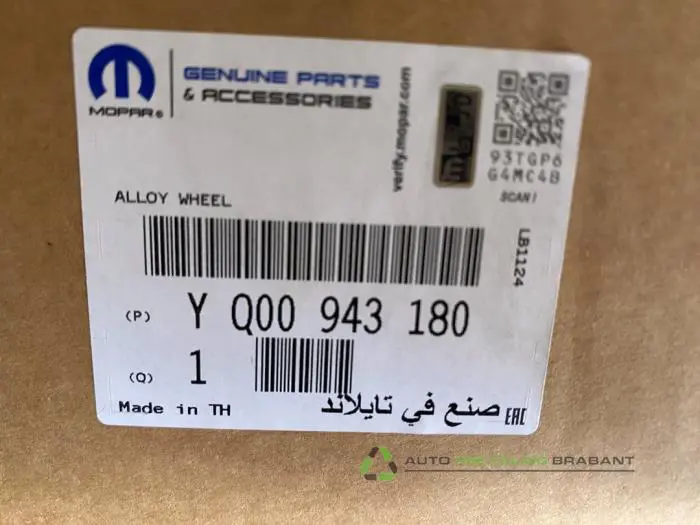 MOPAR®
GENUINE PARTS
& ACCESSORIES
verify.mopar.com
93TGP6
G4MC4B
SCAN!
ALLOY WHEEL
LB1124
(P) Y Q00 943 180
(Q) 1
Made in TH
صنع في تايلاند
EAC
AUTO RECYCLING BRABANT